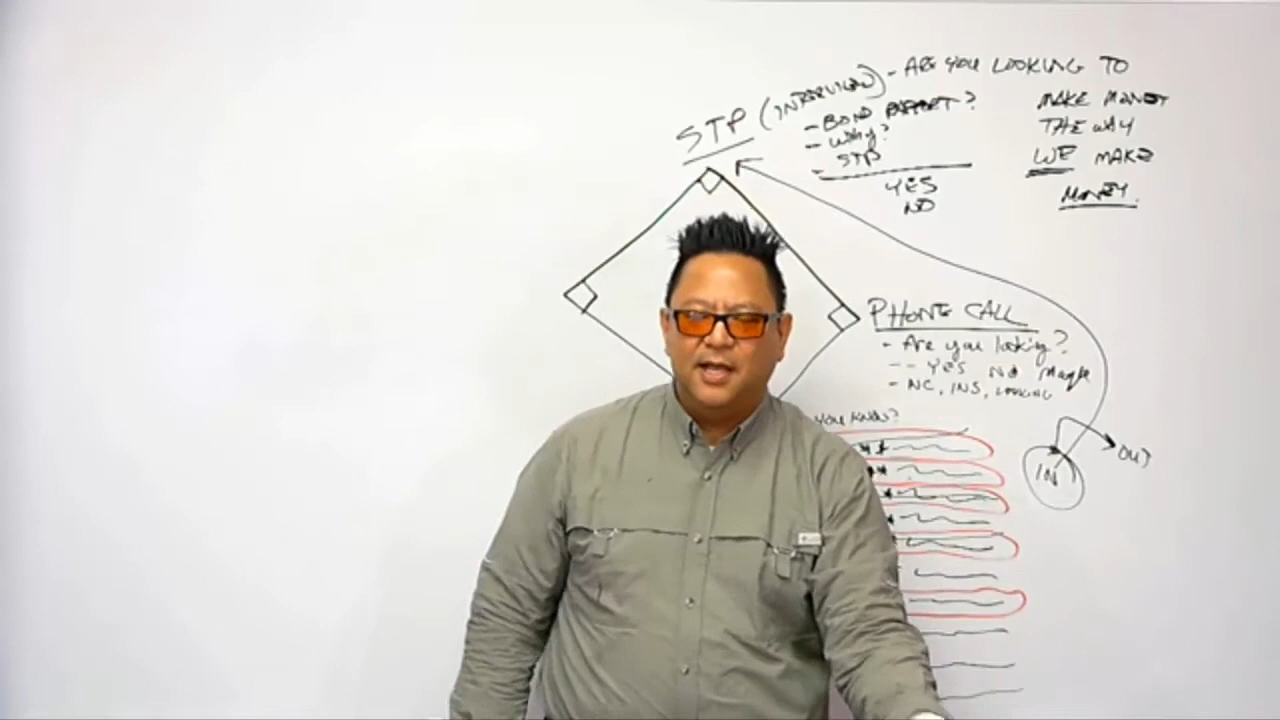 STP (INTERVIEW) - ARE YOU LOOKING TO
MAKE MONEY
THE WAY
WE MAKE
MONEY.
- BOND
- WHY?
- STP
YES
NO
PHONE CALL
- Are you looking?
-- YES NO Maybe
- NC, INS, LOOKING
YOU KNOW?
IN
OUT